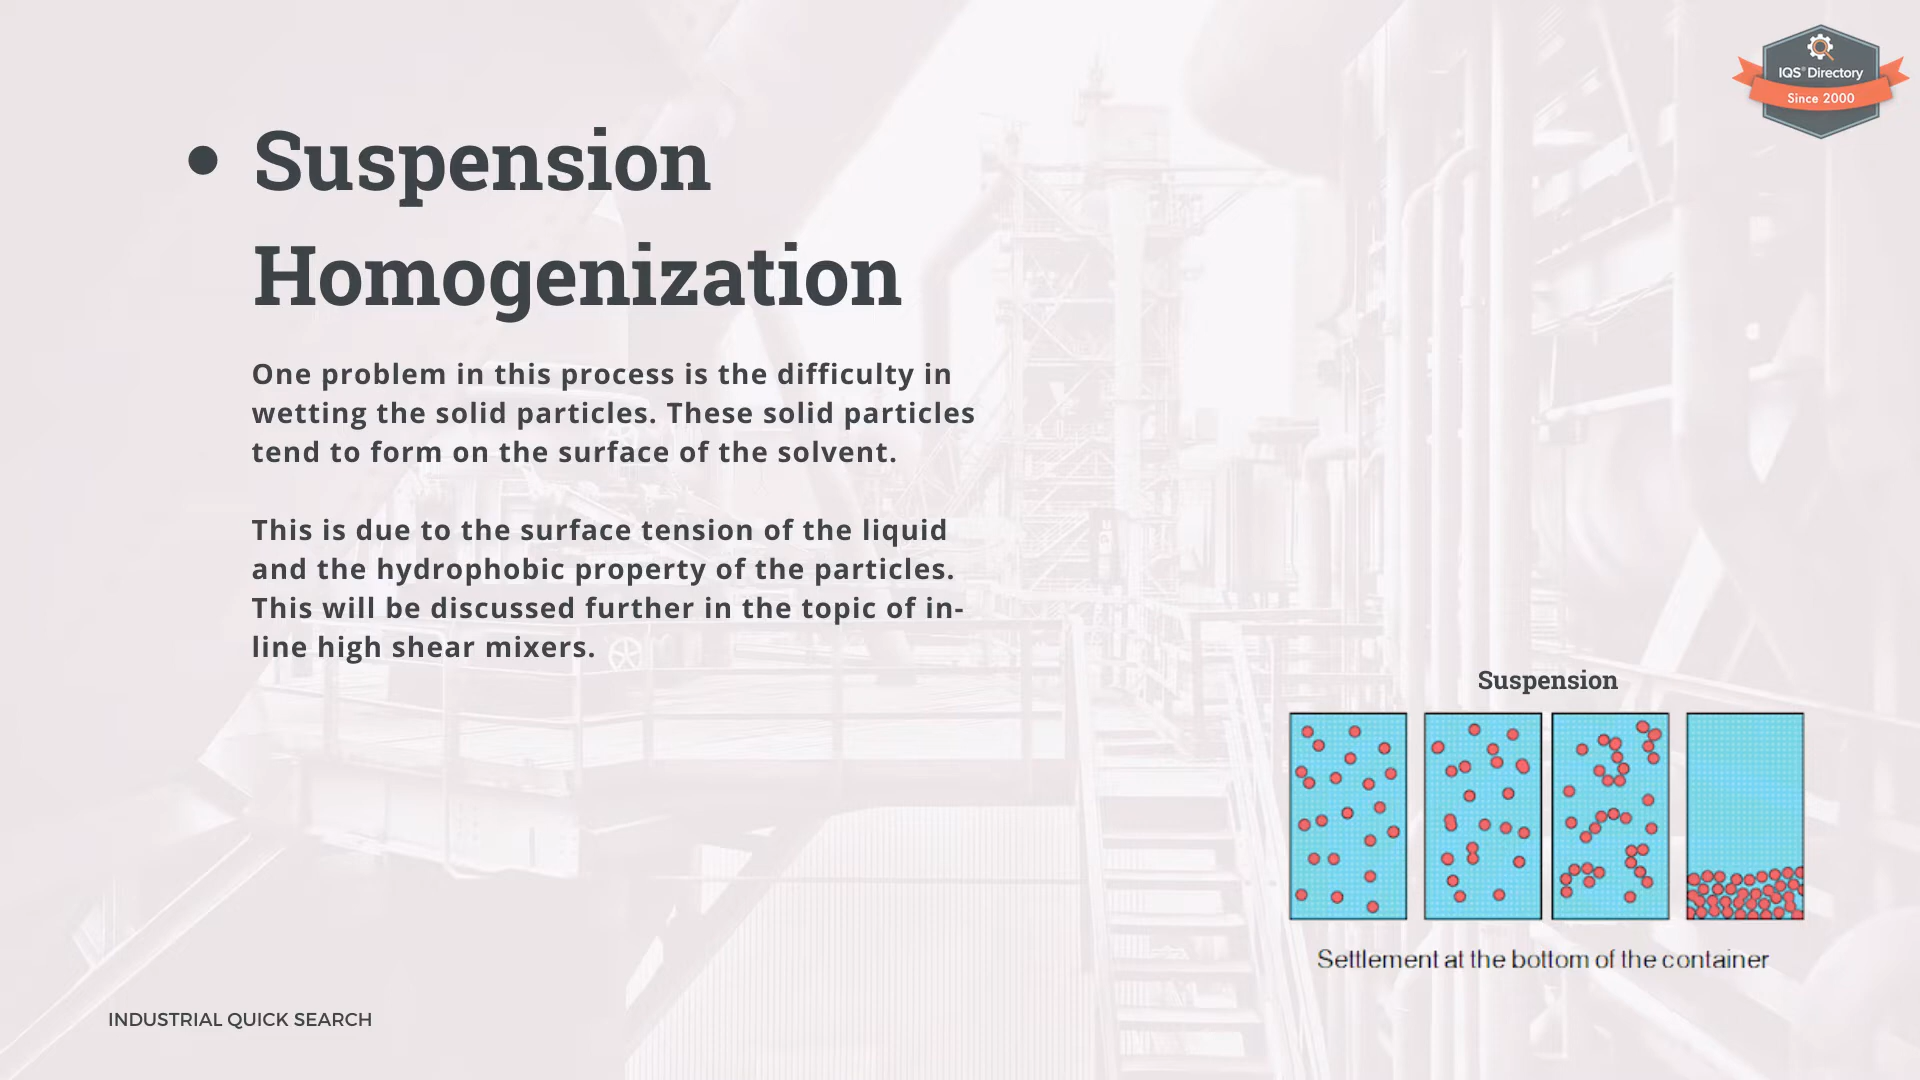 IQS® Directory
Since 2000
• Suspension
Homogenization
One problem in this process is the difficulty in
wetting the solid particles. These solid particles
tend to form on the surface of the solvent.
This is due to the surface tension of the liquid
and the hydrophobic property of the particles.
This will be discussed further in the topic of in-
line high shear mixers.
Suspension
Settlement at the bottom of the container
INDUSTRIAL QUICK SEARCH